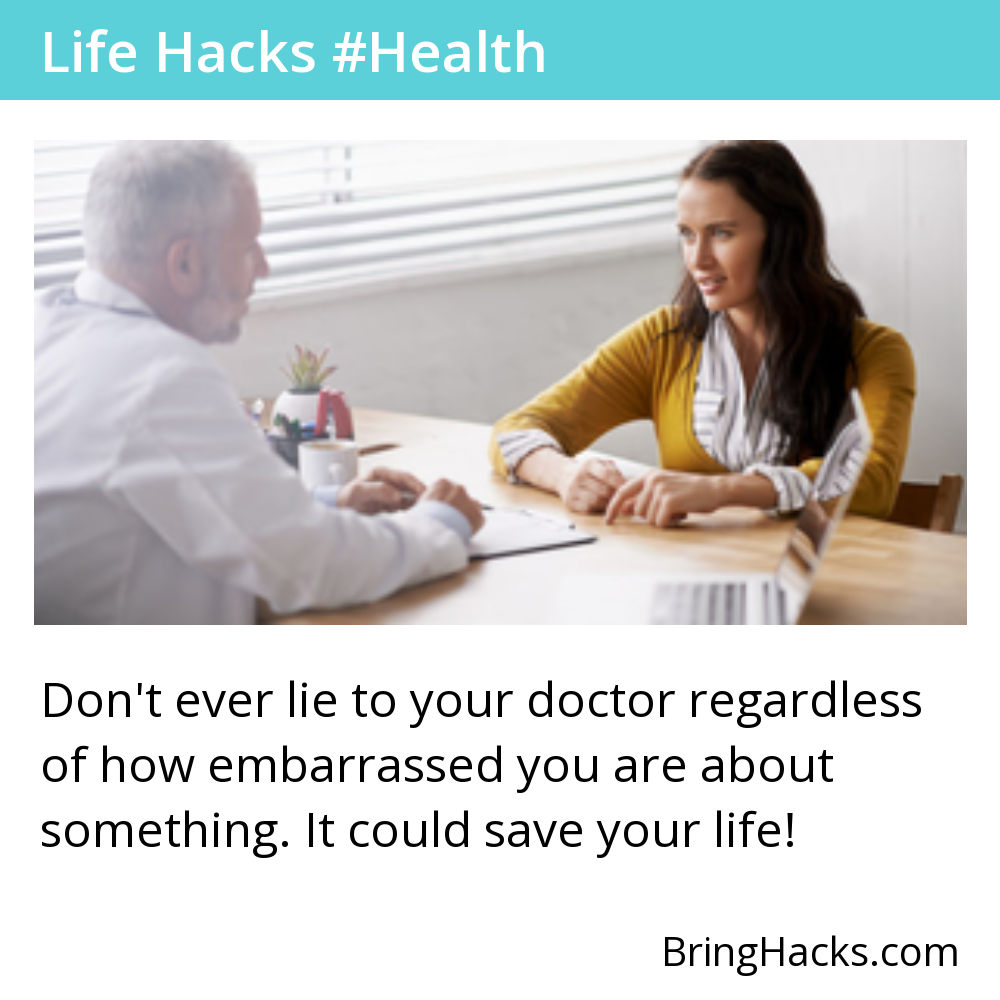 Life Hacks #Health
Don't ever lie to your doctor regardless
of how embarrassed you are about
something. It could save your life!
BringHacks.com